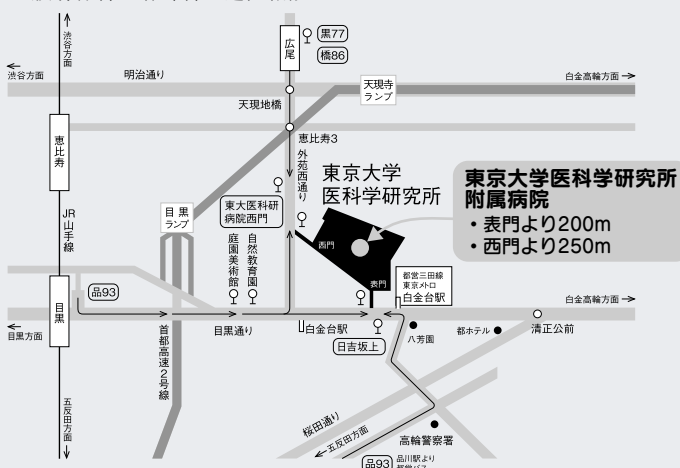 渋谷方面
渋谷方面
明治通り
広尾
黒77
橋86
天現寺
ランプ
白金高輪方面
天現地橋
恵比寿
恵比寿3
外苑西通り
東京大学
医科学研究所
東京大学医科学研究所
附属病院
・表門より200m
・西門より250m
JR山手線
目黒
ランプ
東大医科研
病院西門
西門
表門
庭園美術館
自然教育園
都営三田線
東京メトロ
白金台駅
品93
目黒
目黒方面
首都高速2号線
目黒通り
白金台駅
日吉坂上
八芳園
都ホテル
清正公前
白金高輪方面
五反田方面
桜田通り
五反田方面
高輪警察署
品93
品川駅より